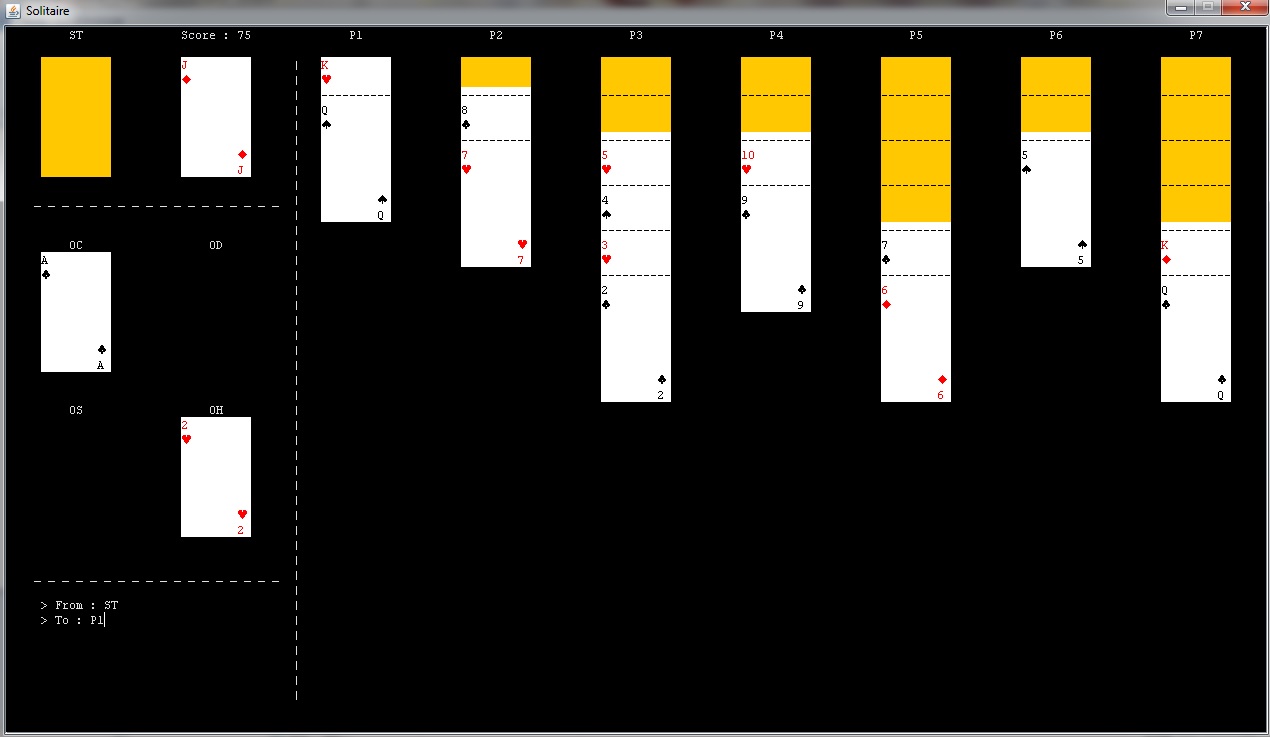 Solitaire
ST Score : 75 P1 P2 P3 P4 P5 P6 P7
J ♦
♦ J
OC OD
A ♣
♣ A
OS OH
2 ♥
♥ 2
K ♥
Q ♠
♠ Q
8 ♣
7 ♥
♥ 7
5 ♥
4 ♠
3 ♥
2 ♣
♣ 2
10 ♥
9 ♣
♣ 9
7 ♣
6 ♦
♦ 6
5 ♠
♠ 5
K ♦
Q ♣
♣ Q
> From : ST
> To : P1